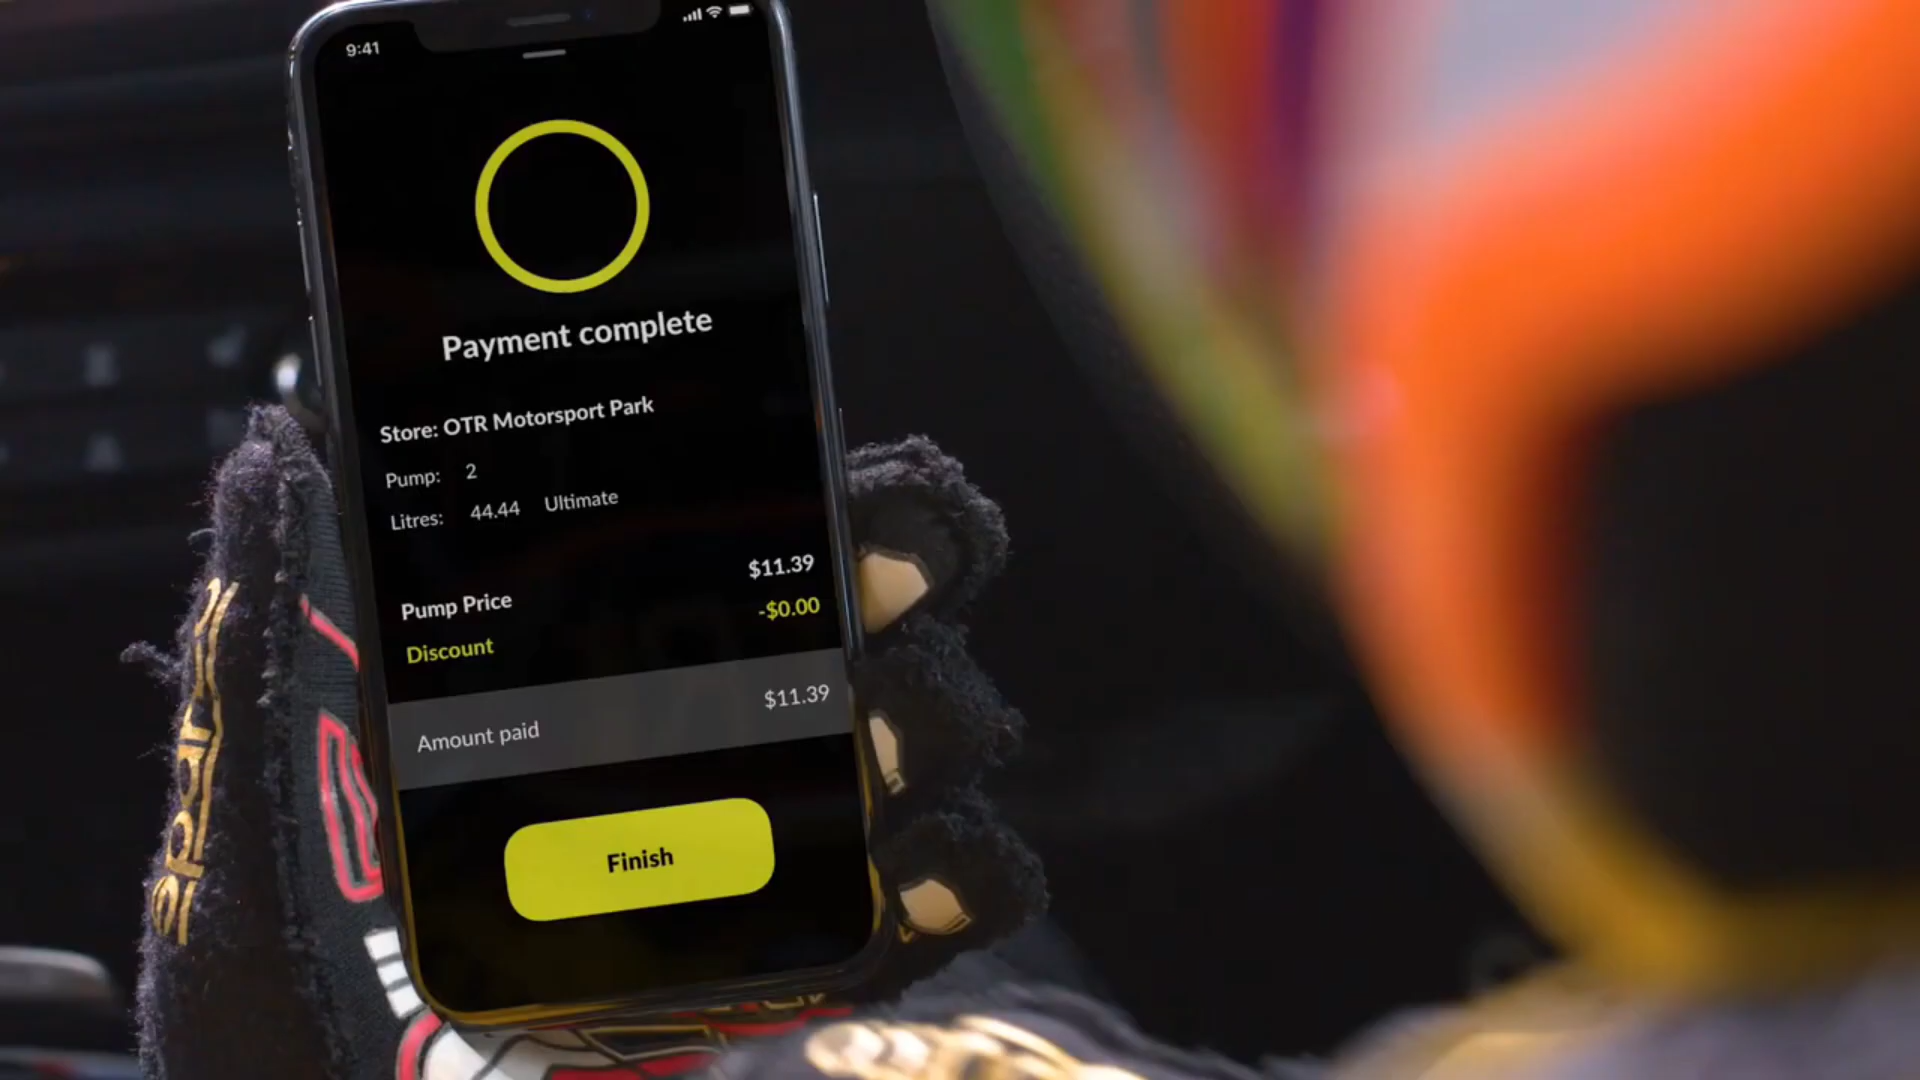 9:41
Payment complete
Store: OTR Motorsport Park
Pump: 2
Litres: 44.44 Ultimate
$11.39
Pump Price
-$0.00
Discount
$11.39
Amount paid
Finish